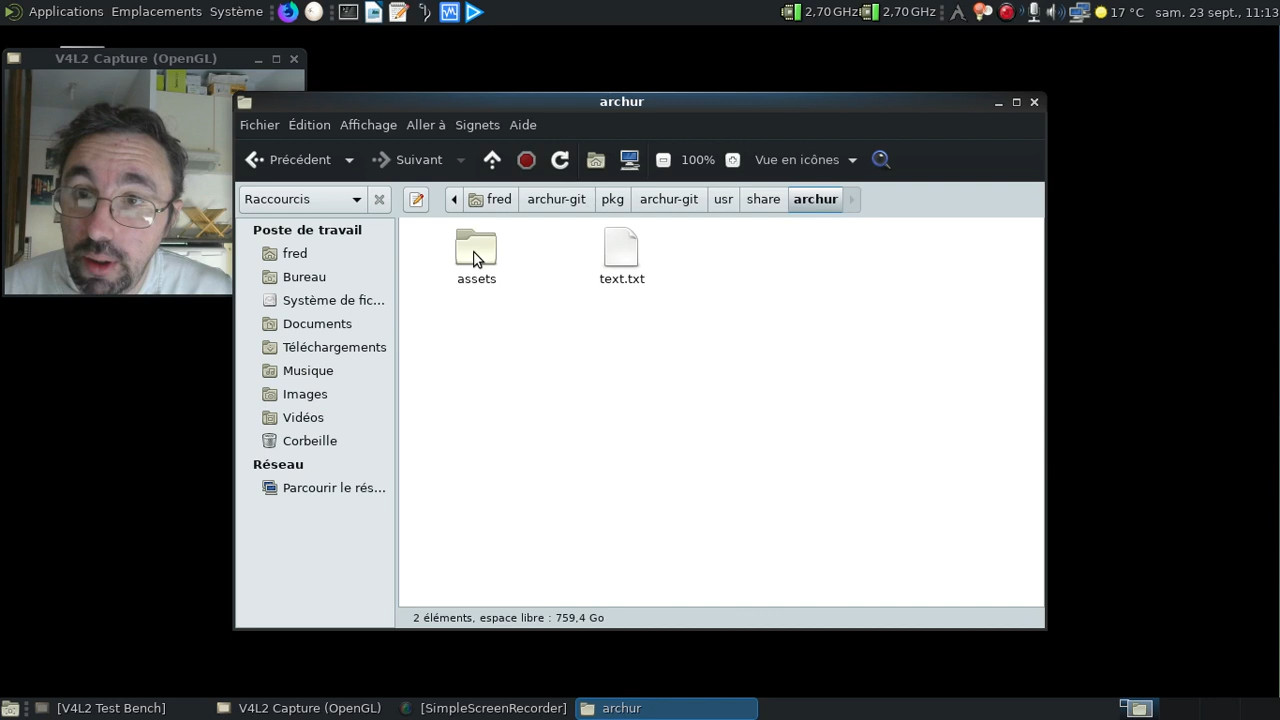 Applications Emplacements Système 2,70 GHz 2,70 GHz 17 °C sam. 23 sept., 11:13
V4L2 Capture (OpenGL)
archur
Fichier Édition Affichage Aller à Signets Aide
Précédent Suivant 100% Vue en icônes
Raccourcis fred archur-git pkg archur-git usr share archur
Poste de travail
fred
Bureau
Système de fic...
Documents
Téléchargements
Musique
Images
Vidéos
Corbeille
Réseau
Parcourir le rés...
assets text.txt
2 éléments, espace libre : 759,4 Go
[V4L2 Test Bench] V4L2 Capture (OpenGL) [SimpleScreenRecorder] archur